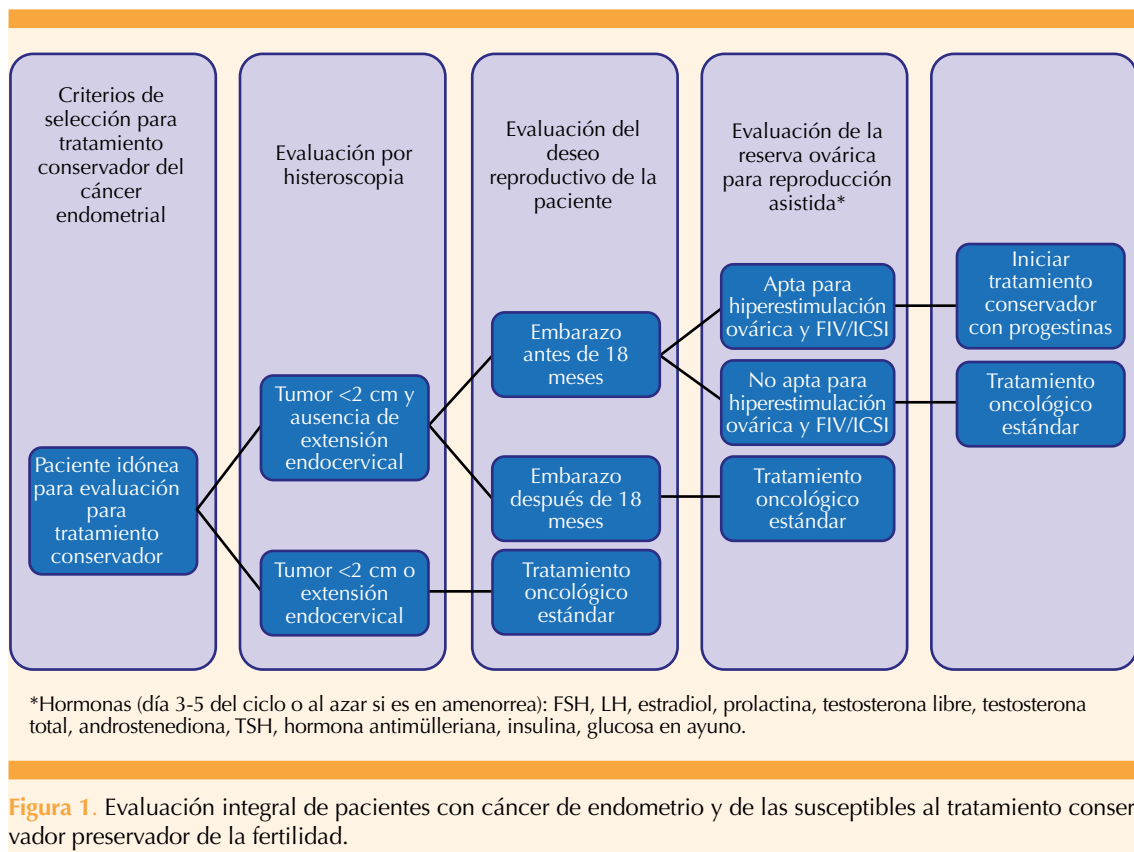 Criterios de
selección para
tratamiento
conservador del
cáncer
endometrial
Paciente idónea
para evaluación
para
tratamiento
conservador
Evaluación por
histeroscopia
Tumor <2 cm y
ausencia de
extensión
endocervical
Tumor <2 cm o
extensión
endocervical
Evaluación del
deseo
reproductivo de la
paciente
Embarazo
antes de 18
meses
Embarazo
después de 18
meses
Tratamiento
oncológico
estándar
Evaluación de la
reserva ovárica
para reproducción
asistida*
Apta para
hiperestimulación
ovárica y FIV/ICSI
No apta para
hiperestimulación
ovárica y FIV/ICSI
Tratamiento
oncológico
estándar
Iniciar
tratamiento
conservador
con progestinas
Tratamiento
oncológico
estándar
*Hormonas (día 3-5 del ciclo o al azar si es en amenorrea): FSH, LH, estradiol, prolactina, testosterona libre, testosterona
total, androstenediona, TSH, hormona antimülleriana, insulina, glucosa en ayuno.
Figura 1. Evaluación integral de pacientes con cáncer de endometrio y de las susceptibles al tratamiento conser
vador preservador de la fertilidad.